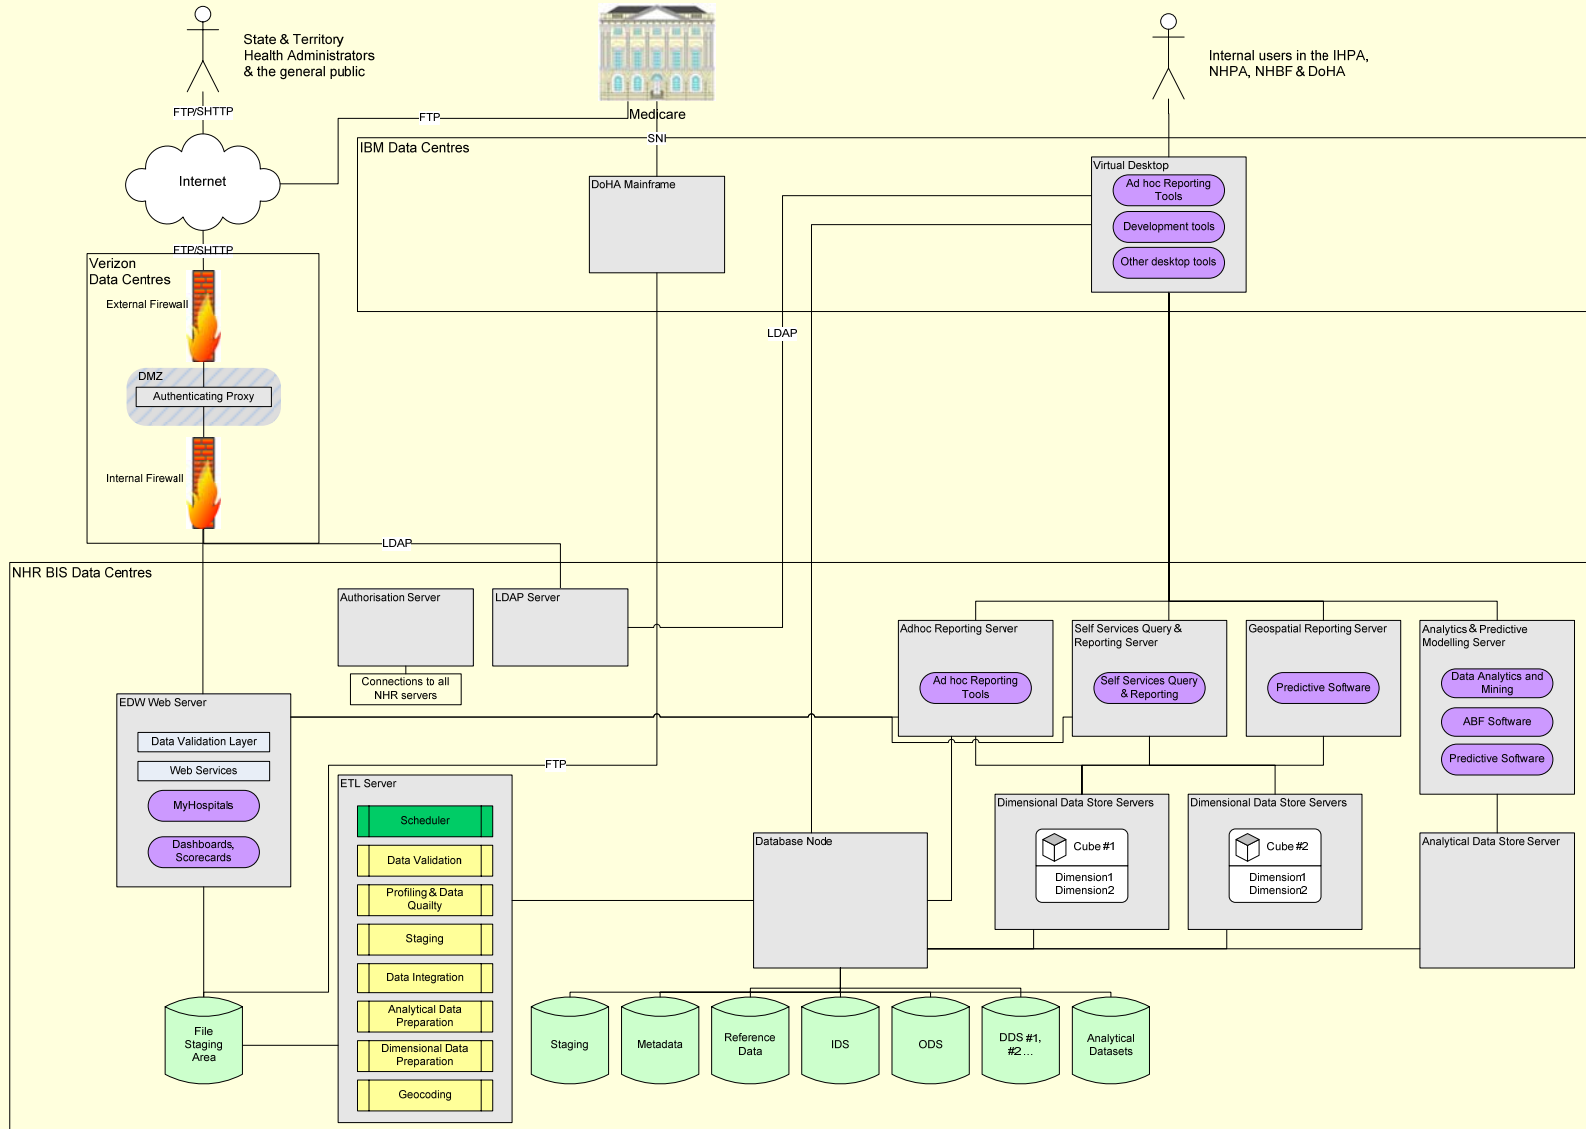 State & Territory
Health Administrators
& the general public
Internal users in the IHPA,
NHPA, NHBF & DoHA
FTP/SHTTP
FTP
Medicare
SNI
IBM Data Centres
Internet
DoHA Mainframe
Virtual Desktop
Ad hoc Reporting
Tools
Development tools
Other desktop tools
FTP/SHTTP
Verizon
Data Centres
External Firewall
LDAP
DMZ
Authenticating Proxy
Internal Firewall
LDAP
NHR BIS Data Centres
Authorisation Server
Connections to all
NHR servers
LDAP Server
Adhoc Reporting Server
Ad hoc Reporting
Tools
Self Services Query &
Reporting Server
Self Services Query
& Reporting
Geospatial Reporting Server
Predictive Software
Analytics & Predictive
Modelling Server
Data Analytics and
Mining
ABF Software
Predictive Software
EDW Web Server
Data Validation Layer
Web Services
MyHospitals
Dashboards,
Scorecards
FTP
ETL Server
Scheduler
Data Validation
Profiling & Data
Quailty
Staging
Data Integration
Analytical Data
Preparation
Dimensional Data
Preparation
Geocoding
Database Node
Dimensional Data Store Servers
Cube #1
Dimension1
Dimension2
Dimensional Data Store Servers
Cube #2
Dimension1
Dimension2
Analytical Data Store Server
File
Staging
Area
Staging
Metadata
Reference
Data
IDS
ODS
DDS #1,
#2 ...
Analytical
Datasets